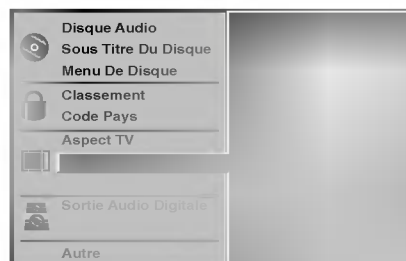 Disque Audio
Sous Titre Du Disque
Menu De Disque
Classement
Code Pays
Aspect TV
Sortie Audio Digitale
Autre